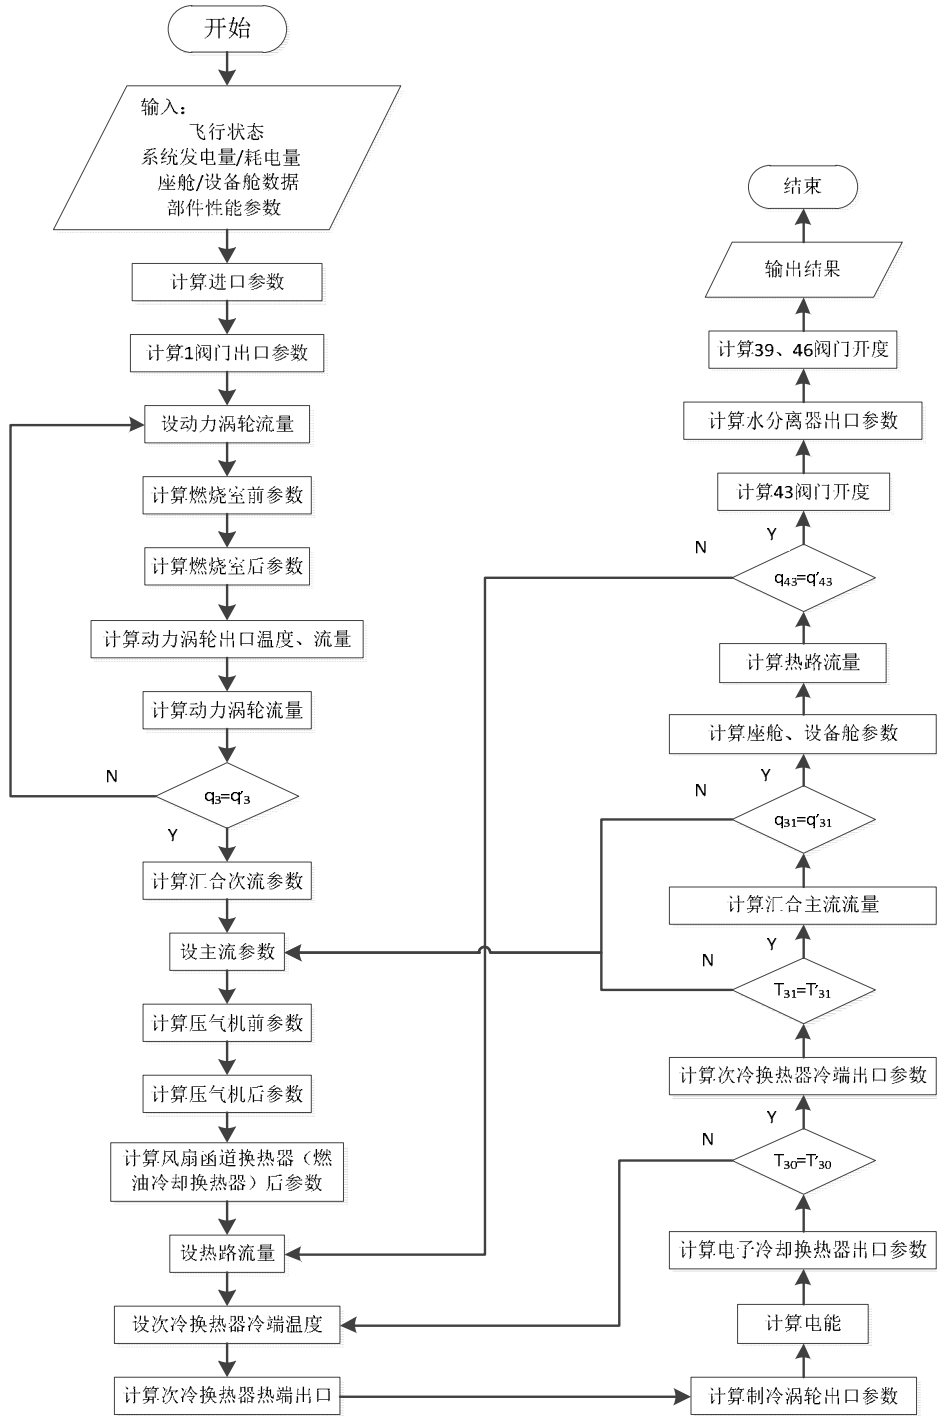 开始
输入：
飞行状态
系统发电量/耗电量
座舱/设备舱数据
部件性能参数
计算进口参数
计算1阀门出口参数
设动力涡轮流量
计算燃烧室前参数
计算燃烧室后参数
计算动力涡轮出口温度、流量
计算动力涡轮流量
N
q3=q'3
Y
计算汇合次流参数
设主流参数
计算压气机前参数
计算压气机后参数
计算风扇函道换热器（燃
油冷却换热器）后参数
设热路流量
设次冷换热器冷端温度
计算次冷换热器热端出口
计算制冷涡轮出口参数
计算电能
计算电子冷却换热器出口参数
T30=T'30
N
Y
计算次冷换热器冷端出口参数
T31=T'31
N
Y
计算汇合主流流量
q31=q'31
N
Y
计算座舱、设备舱参数
计算热路流量
q43=q'43
N
Y
计算43阀门开度
计算水分离器出口参数
计算39、46阀门开度
输出结果
结束